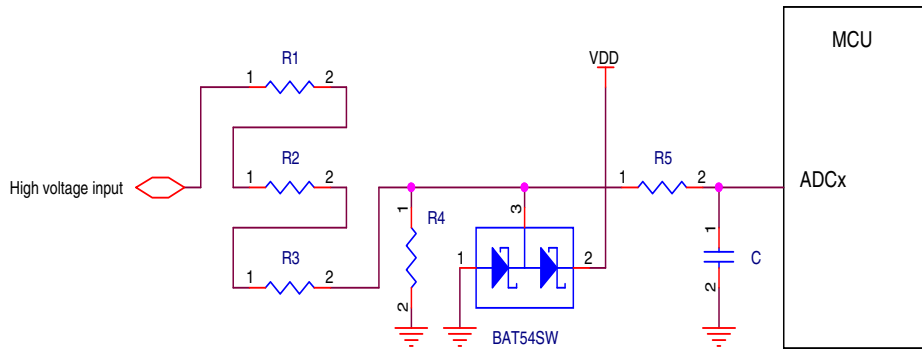 MCU
R1
1 2
VDD
R2
1 2
High voltage input
R5
1 2
ADCx
1
R4
2
3
1 2
BAT54SW
R3
1 2
1
C
2